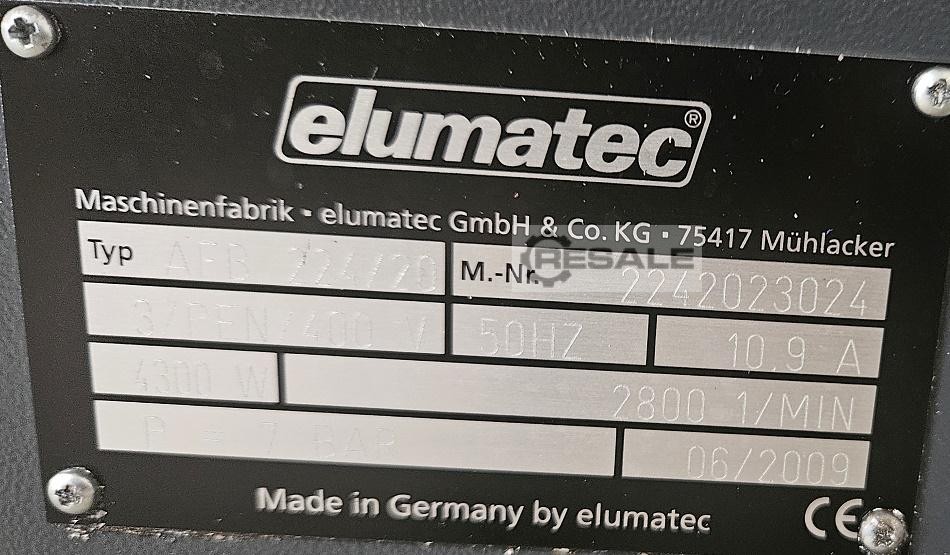 elumatec®
Maschinenfabrik · elumatec GmbH & Co. KG · 75417 Mühlacker
Typ AFB 224/20 M.-Nr. 2242023024
RESALE
3/PEN/400 V 50HZ 10.9 A
4300 W 2800 1/MIN
P = 7 BAR 06/2009
Made in Germany by elumatec CE